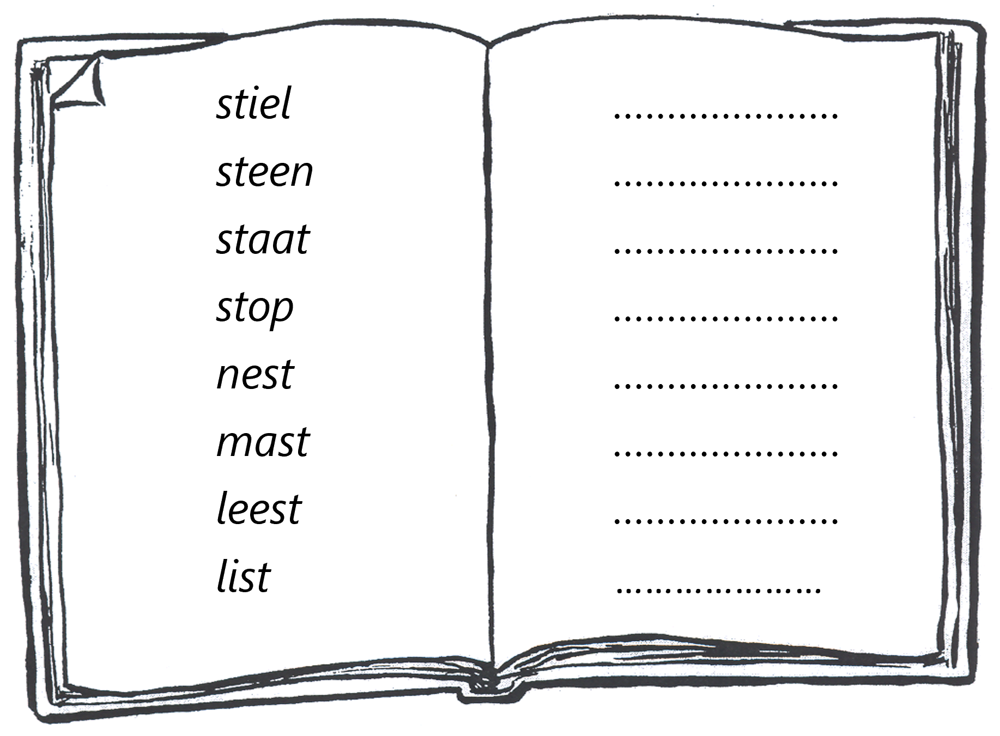 stiel .....................
steen .....................
staat .....................
stop .....................
nest .....................
mast .....................
leest .....................
list .....................